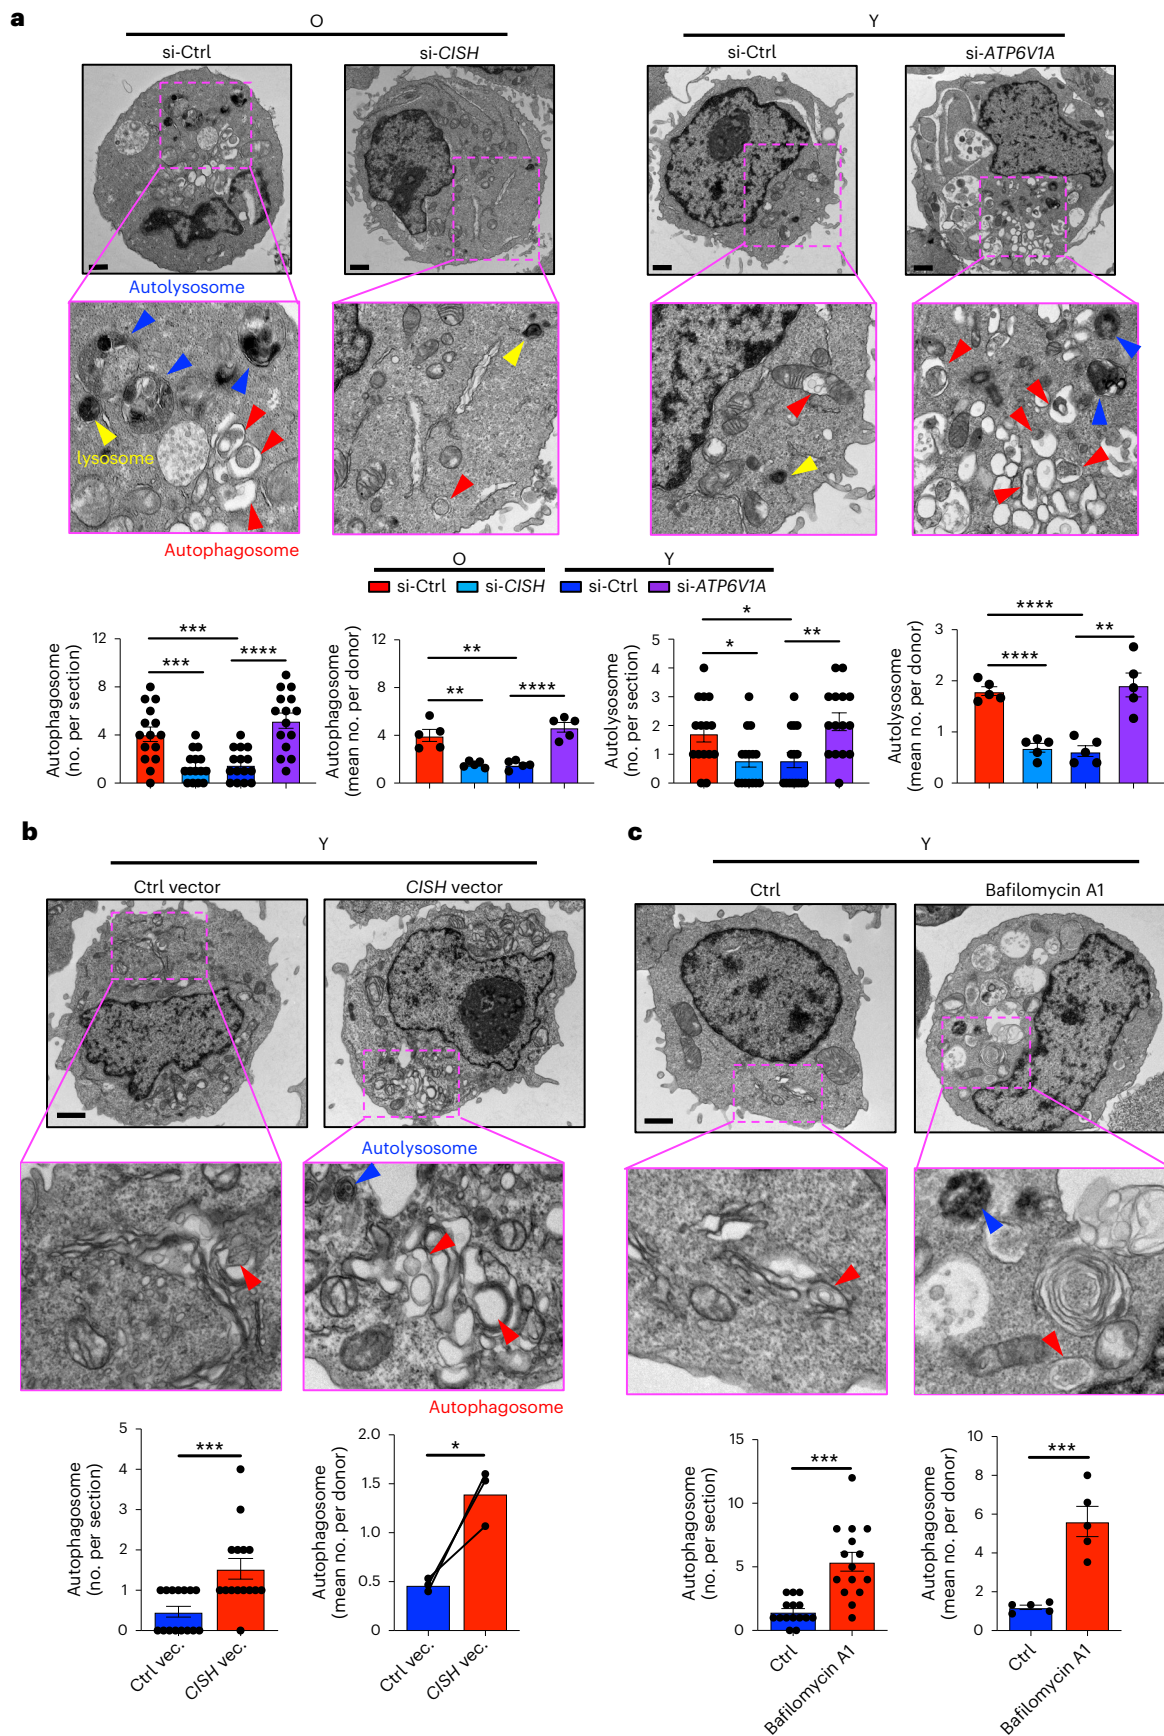 a
O
Y
si-Ctrl
si-CISH
si-Ctrl
si-ATP6V1A
Autolysosome
lysosome
Autophagosome
O
Y
si-Ctrl
si-CISH
si-Ctrl
si-ATP6V1A
Autophagosome
(no. per section)
12
8
4
0
***
***
****
Autophagosome
(mean no. per donor)
12
8
4
0
**
**
****
Autolysosome
(no. per section)
5
4
3
2
1
0
*
*
**
Autolysosome
(mean no. per donor)
3
2
1
0
****
****
**
b
Y
Ctrl vector
CISH vector
Autolysosome
Autophagosome
Autophagosome
(no. per section)
5
4
3
2
1
0
***
Ctrl vec.
CISH vec.
Autophagosome
(mean no. per donor)
2.0
1.5
1.0
0.5
0
*
Ctrl vec.
CISH vec.
c
Y
Ctrl
Bafilomycin A1
Autophagosome
(no. per section)
15
10
5
0
***
Ctrl
Bafilomycin A1
Autophagosome
(mean no. per donor)
10
8
6
4
2
0
***
Ctrl
Bafilomycin A1